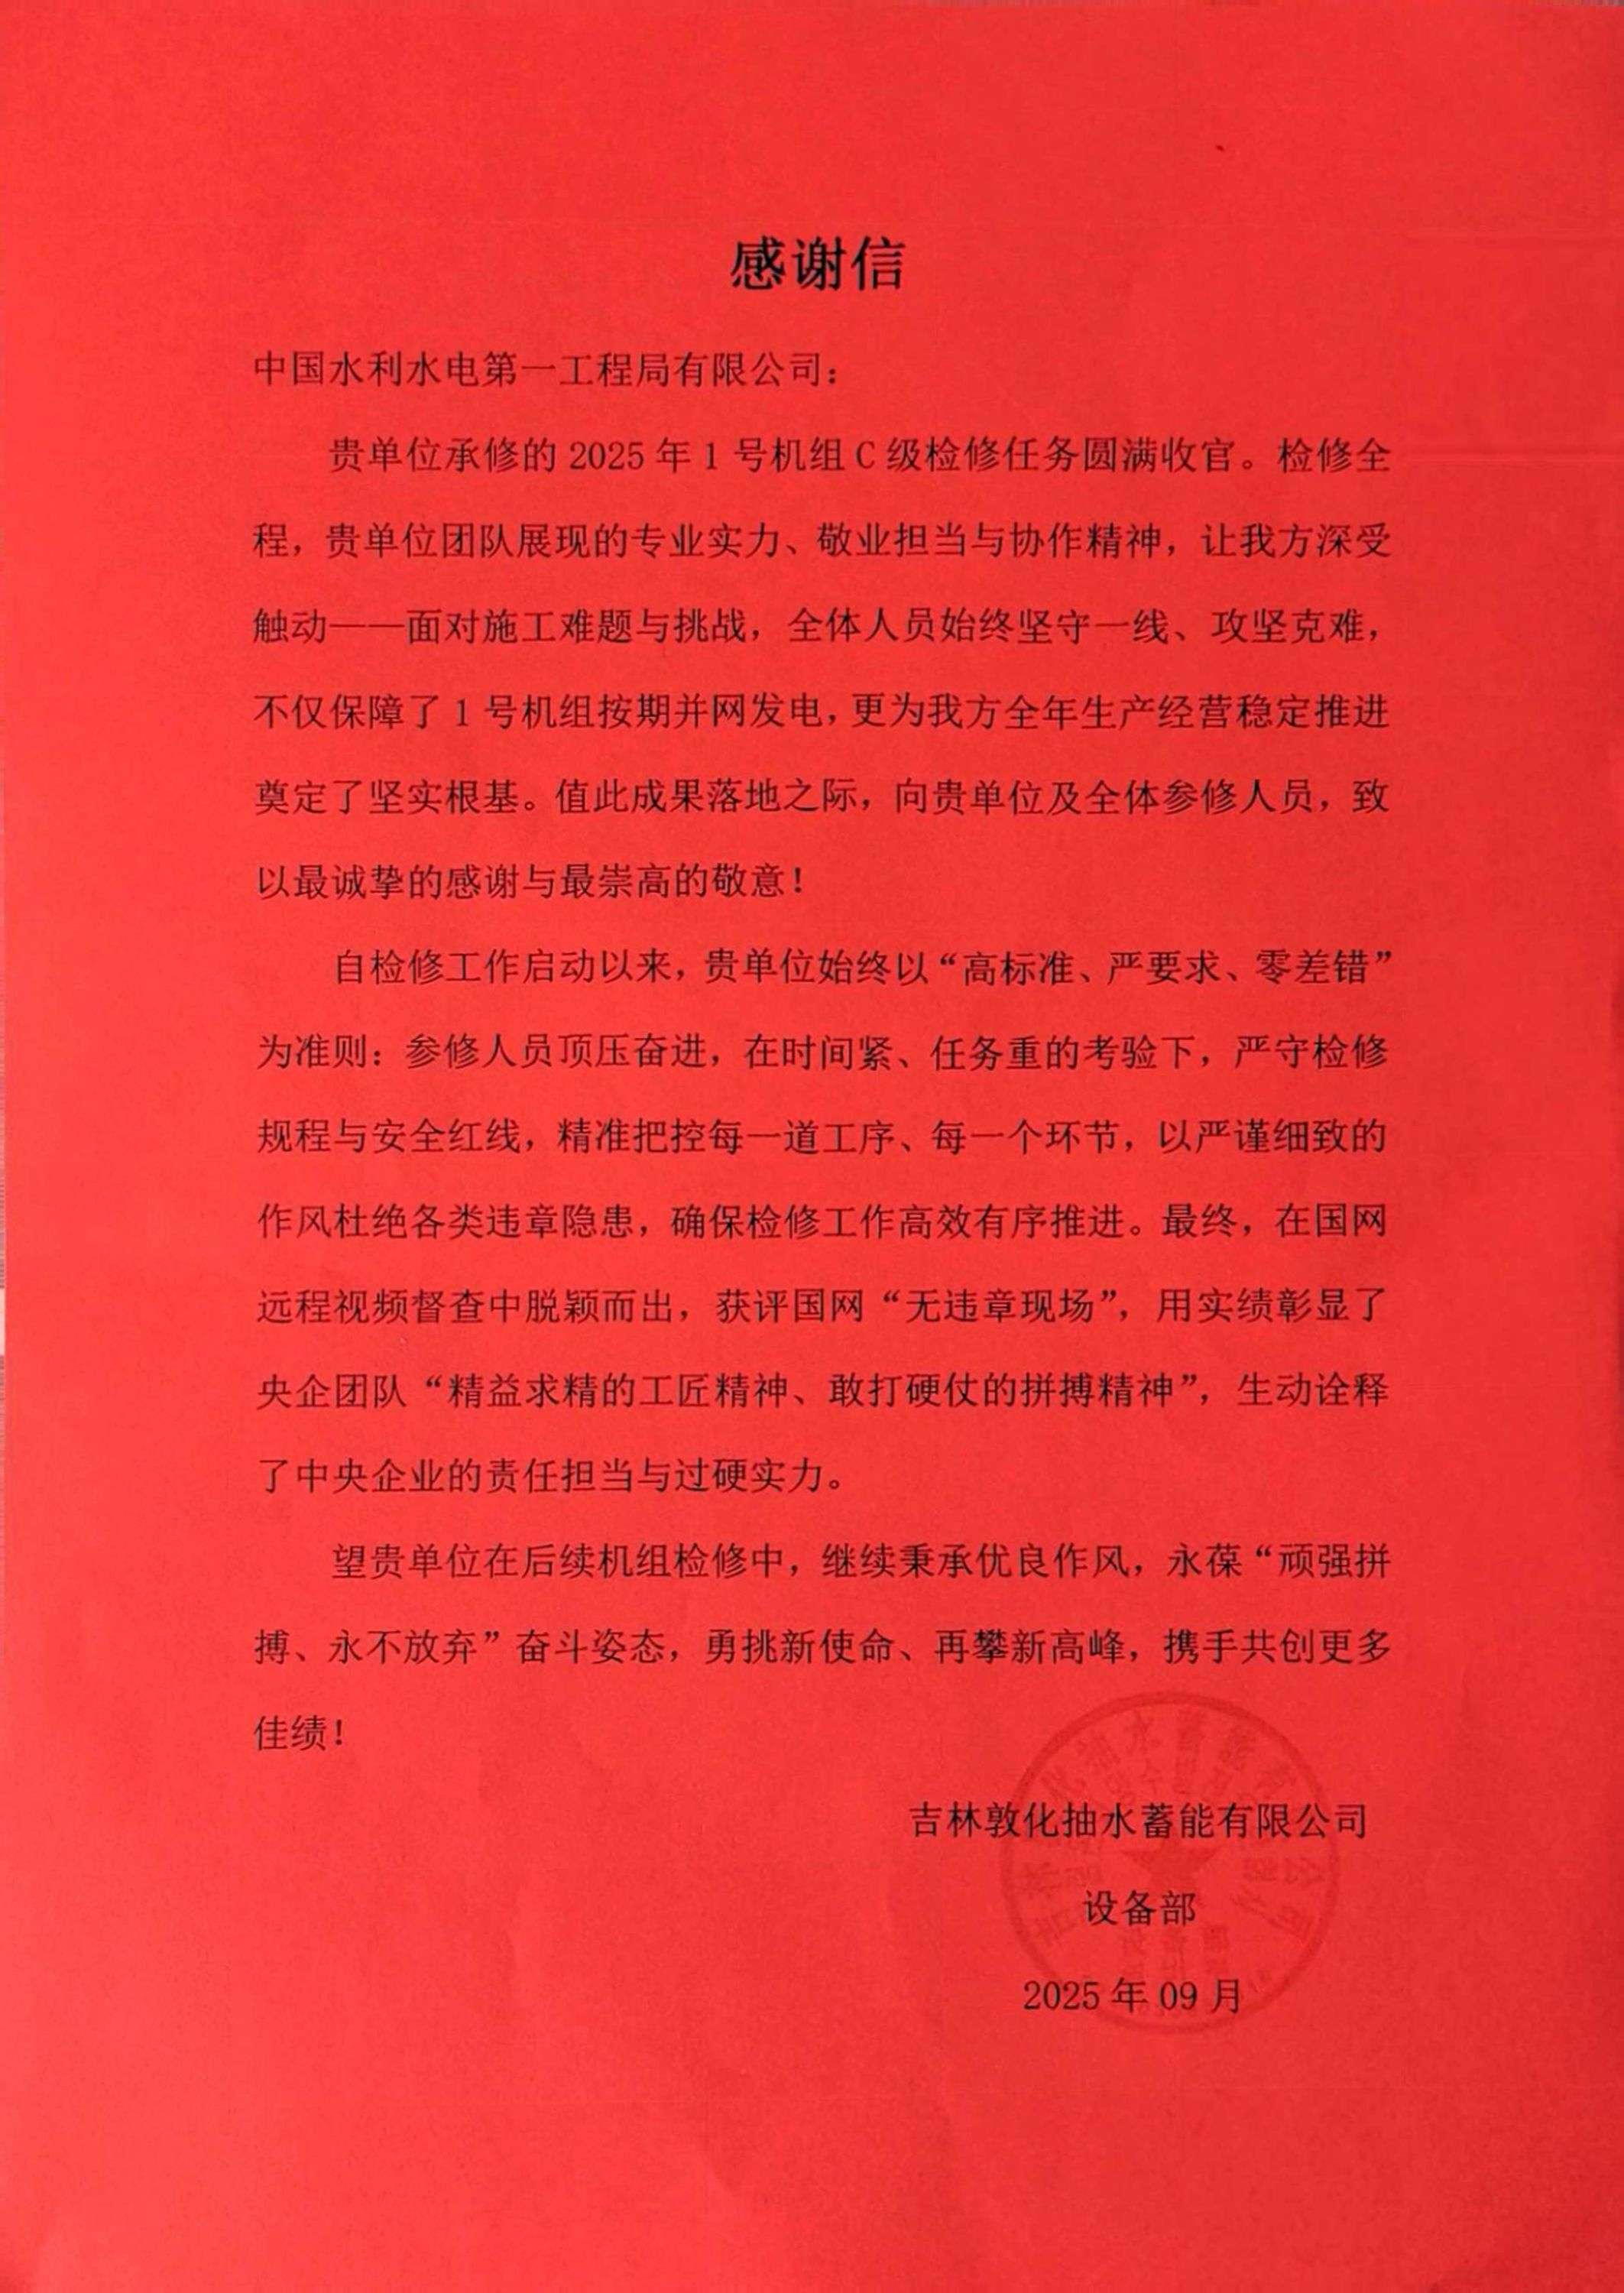 感谢信
中国水利水电第一工程局有限公司：
贵单位承修的 2025 年 1 号机组 C 级检修任务圆满收官。检修全
程，贵单位团队展现的专业实力、敬业担当与协作精神，让我方深受
触动——面对施工难题与挑战，全体人员始终坚守一线、攻坚克难，
不仅保障了 1 号机组按期并网发电，更为我方全年生产经营稳定推进
奠定了坚实根基。值此成果落地之际，向贵单位及全体参修人员，致
以最诚挚的感谢与最崇高的敬意！
自检修工作启动以来，贵单位始终以“高标准、严要求、零差错”
为准则：参修人员顶压奋进，在时间紧、任务重的考验下，严守检修
规程与安全红线，精准把控每一道工序、每一个环节，以严谨细致的
作风杜绝各类违章隐患，确保检修工作高效有序推进。最终，在国网
远程视频督查中脱颖而出，获评国网“无违章现场”，用实绩彰显了
央企团队“精益求精的工匠精神、敢打硬仗的拼搏精神”，生动诠释
了中央企业的责任担当与过硬实力。
望贵单位在后续机组检修中，继续秉承优良作风，永葆“顽强拼
搏、永不放弃”奋斗姿态，勇挑新使命、再攀新高峰，携手共创更多
佳绩！
吉林敦化抽水蓄能有限公司
设备部
2025 年 09 月